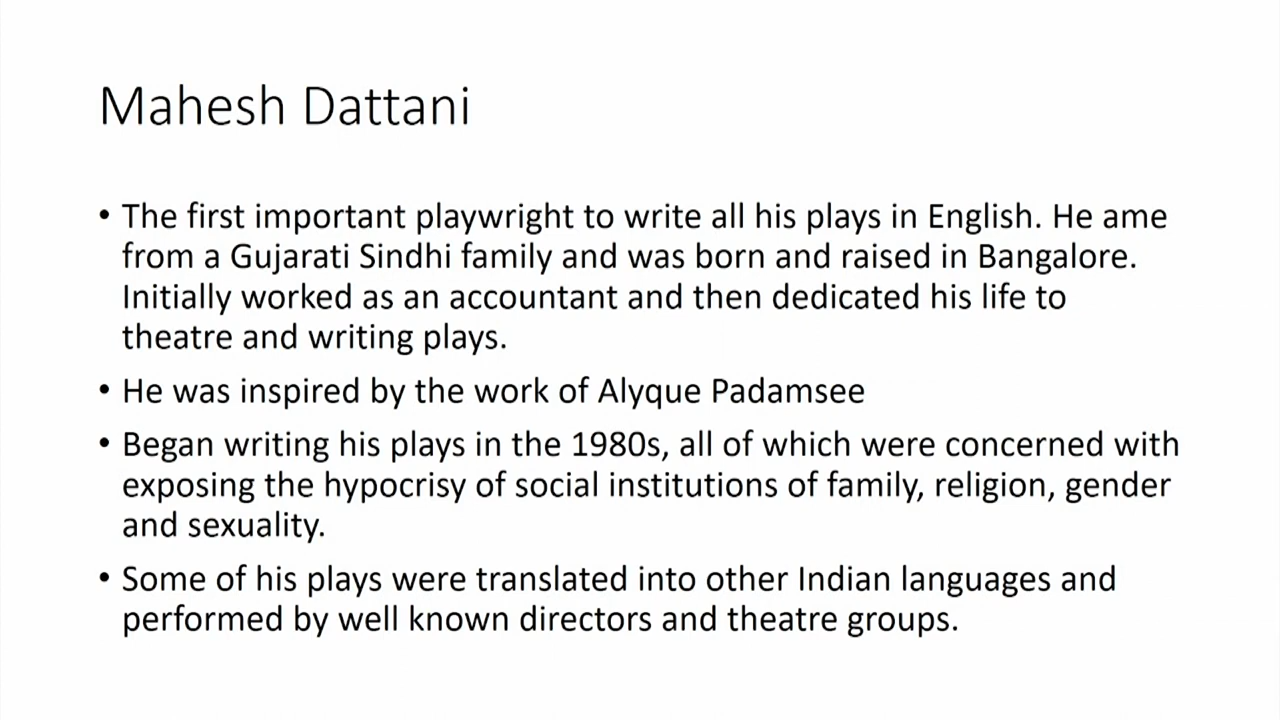 Mahesh Dattani
• The first important playwright to write all his plays in English. He ame
from a Gujarati Sindhi family and was born and raised in Bangalore.
Initially worked as an accountant and then dedicated his life to
theatre and writing plays.
• He was inspired by the work of Alyque Padamsee
• Began writing his plays in the 1980s, all of which were concerned with
exposing the hypocrisy of social institutions of family, religion, gender
and sexuality.
• Some of his plays were translated into other Indian languages and
performed by well known directors and theatre groups.